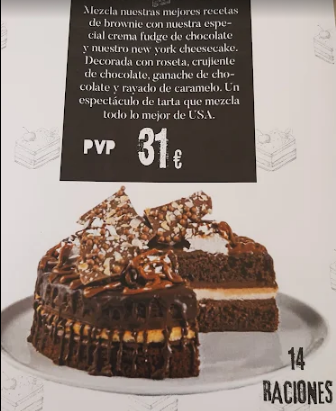 Mezcla nuestras mejores recetas
de brownie con nuestra espe-
cial crema fudge de chocolate
y nuestro new york cheesecake.
Decorada con roseta, crujiente
de chocolate, ganache de cho-
colate y rayado de caramelo. Un
espectáculo de tarta que mezcla
todo lo mejor de USA.
PVP 31 €
14
RACIONES